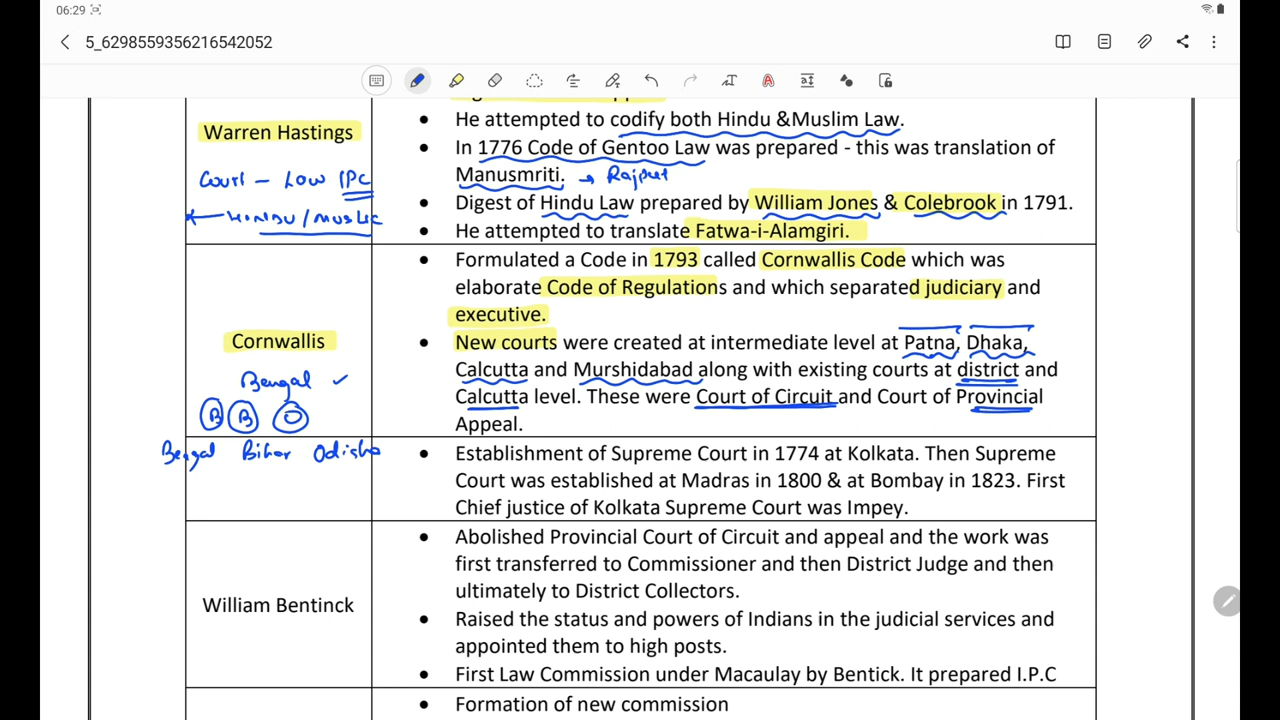 06:29
5_6298559356216542052
Warren Hastings
Court – Low IPC
HINDU/MUSLIC
• He attempted to codify both Hindu &Muslim Law.
• In 1776 Code of Gentoo Law was prepared - this was translation of
Manusmriti. → Rajput
• Digest of Hindu Law prepared by William Jones & Colebrook in 1791.
• He attempted to translate Fatwa-i-Alamgiri.
Cornwallis
Bengal ✓
B B O
Bengal Bihar Odisha
• Formulated a Code in 1793 called Cornwallis Code which was
elaborate Code of Regulations and which separated judiciary and
executive.
• New courts were created at intermediate level at Patna, Dhaka,
Calcutta and Murshidabad along with existing courts at district and
Calcutta level. These were Court of Circuit and Court of Provincial
Appeal.
• Establishment of Supreme Court in 1774 at Kolkata. Then Supreme
Court was established at Madras in 1800 & at Bombay in 1823. First
Chief justice of Kolkata Supreme Court was Impey.
William Bentinck
• Abolished Provincial Court of Circuit and appeal and the work was
first transferred to Commissioner and then District Judge and then
ultimately to District Collectors.
• Raised the status and powers of Indians in the judicial services and
appointed them to high posts.
• First Law Commission under Macaulay by Bentick. It prepared I.P.C
• Formation of new commission